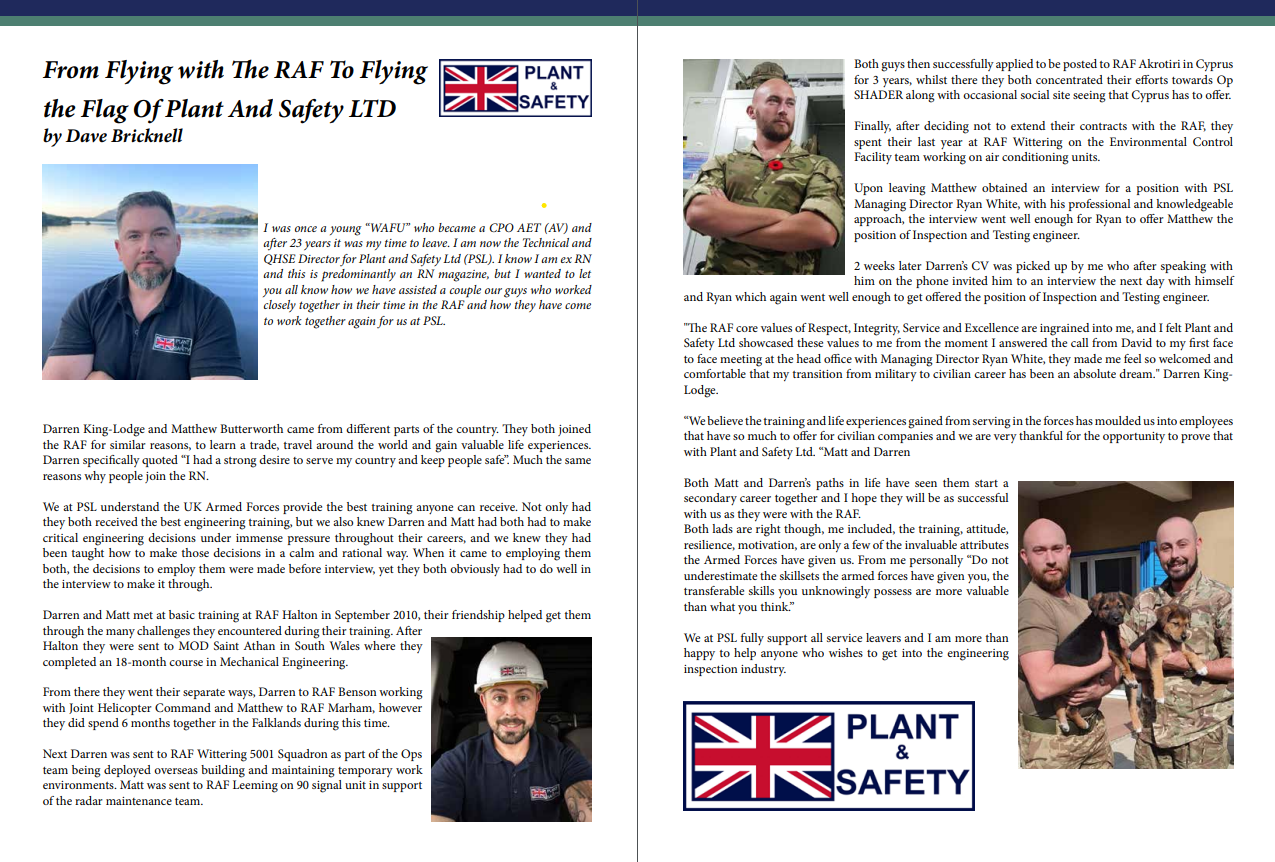 From Flying with The RAF To Flying
the Flag Of Plant And Safety LTD
by Dave Bricknell
PLANT
&
SAFETY
I was once a young “WAFU” who became a CPO AET (AV) and
after 23 years it was my time to leave. I am now the Technical and
QHSE Director for Plant and Safety Ltd (PSL). I know I am ex RN
and this is predominantly an RN magazine, but I wanted to let
you all know how we have assisted a couple our guys who worked
closely together in their time in the RAF and how they have come
to work together again for us at PSL.
PLANT
&
SAFETY
Darren King-Lodge and Matthew Butterworth came from different parts of the country. They both joined
the RAF for similar reasons, to learn a trade, travel around the world and gain valuable life experiences.
Darren specifically quoted “I had a strong desire to serve my country and keep people safe”. Much the same
reasons why people join the RN.
We at PSL understand the UK Armed Forces provide the best training anyone can receive. Not only had
they both received the best engineering training, but we also knew Darren and Matt had both had to make
critical engineering decisions under immense pressure throughout their careers, and we knew they had
been taught how to make those decisions in a calm and rational way. When it came to employing them
both, the decisions to employ them were made before interview, yet they both obviously had to do well in
the interview to make it through.
Darren and Matt met at basic training at RAF Halton in September 2010, their friendship helped get them
through the many challenges they encountered during their training. After
Halton they were sent to MOD Saint Athan in South Wales where they
completed an 18-month course in Mechanical Engineering.
From there they went their separate ways, Darren to RAF Benson working
with Joint Helicopter Command and Matthew to RAF Marham, however
they did spend 6 months together in the Falklands during this time.
Next Darren was sent to RAF Wittering 5001 Squadron as part of the Ops
team being deployed overseas building and maintaining temporary work
environments. Matt was sent to RAF Leeming on 90 signal unit in support
of the radar maintenance team.
Both guys then successfully applied to be posted to RAF Akrotiri in Cyprus
for 3 years, whilst there they both concentrated their efforts towards Op
SHADER along with occasional social site seeing that Cyprus has to offer.
Finally, after deciding not to extend their contracts with the RAF, they
spent their last year at RAF Wittering on the Environmental Control
Facility team working on air conditioning units.
Upon leaving Matthew obtained an interview for a position with PSL
Managing Director Ryan White, with his professional and knowledgeable
approach, the interview went well enough for Ryan to offer Matthew the
position of Inspection and Testing engineer.
2 weeks later Darren’s CV was picked up by me who after speaking with
him on the phone invited him to an interview the next day with himself
and Ryan which again went well enough to get offered the position of Inspection and Testing engineer.
"The RAF core values of Respect, Integrity, Service and Excellence are ingrained into me, and I felt Plant and
Safety Ltd showcased these values to me from the moment I answered the call from David to my first face
to face meeting at the head office with Managing Director Ryan White, they made me feel so welcomed and
comfortable that my transition from military to civilian career has been an absolute dream." Darren King-
Lodge.
“We believe the training and life experiences gained from serving in the forces has moulded us into employees
that have so much to offer for civilian companies and we are very thankful for the opportunity to prove that
with Plant and Safety Ltd. “Matt and Darren
Both Matt and Darren’s paths in life have seen them start a
secondary career together and I hope they will be as successful
with us as they were with the RAF.
Both lads are right though, me included, the training, attitude,
resilience, motivation, are only a few of the invaluable attributes
the Armed Forces have given us. From me personally “Do not
underestimate the skillsets the armed forces have given you, the
transferable skills you unknowingly possess are more valuable
than what you think.”
We at PSL fully support all service leavers and I am more than
happy to help anyone who wishes to get into the engineering
inspection industry.
PLANT
&
SAFETY